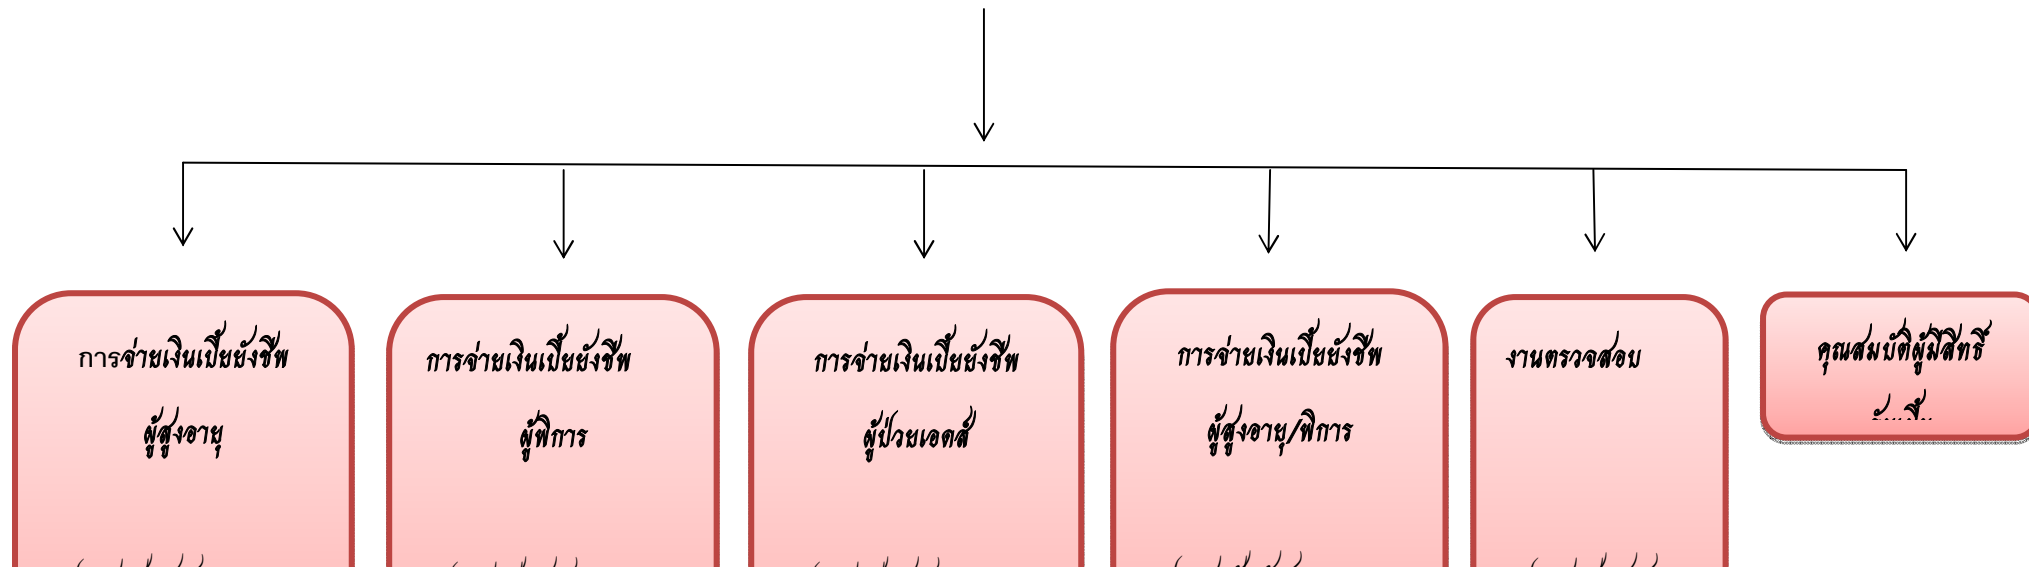 การจ่ายเงินเบี้ยยังชีพ
ผู้สูงอายุ
การจ่ายเงินเบี้ยยังชีพ
ผู้พิการ
การจ่ายเงินเบี้ยยังชีพ
ผู้ป่วยเอดส์
การจ่ายเงินเบี้ยยังชีพ
ผู้สูงอายุ/พิการ
งานตรวจสอบ
คุณสมบัติผู้มีสิทธิ์